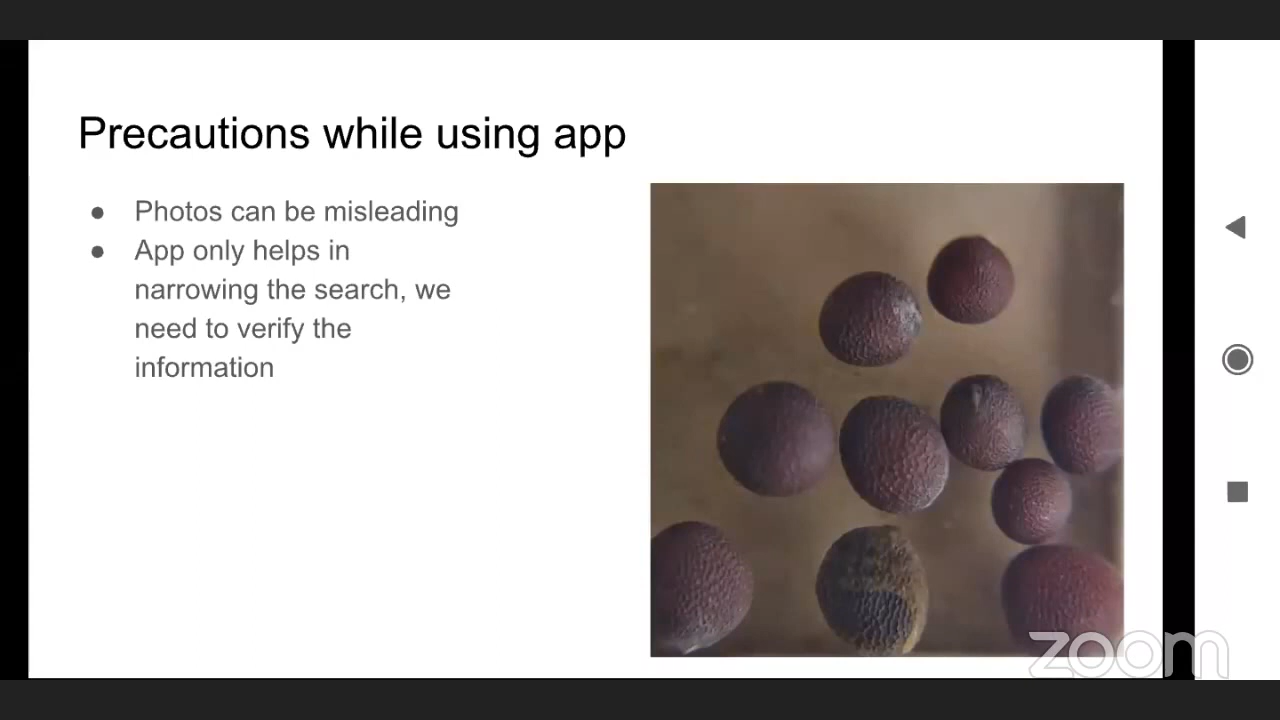 Precautions while using app
● Photos can be misleading
● App only helps in
narrowing the search, we
need to verify the
information
zoom